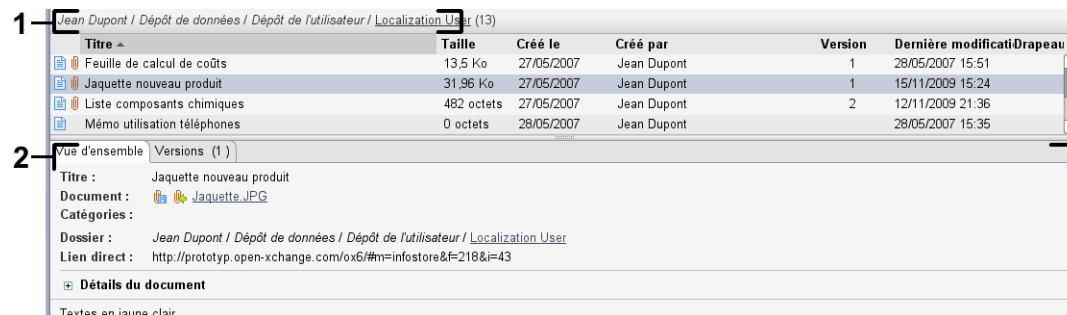 1
Jean Dupont / Dépôt de données / Dépôt de l'utilisateur / Localization User (13)
Titre Taille Créé le Créé par Version Dernière modificati Drapeau
Feuille de calcul de coûts 13,5 Ko 27/05/2007 Jean Dupont 1 28/05/2007 15:51
Jaquette nouveau produit 31,96 Ko 27/05/2007 Jean Dupont 1 15/11/2009 15:24
Liste composants chimiques 482 octets 27/05/2007 Jean Dupont 2 12/11/2009 21:36
Mémo utilisation téléphones 0 octets 28/05/2007 Jean Dupont 28/05/2007 15:35
2
Vue d'ensemble Versions (1)
Titre : Jaquette nouveau produit
Document : Jaquette.JPG
Catégories :
Dossier : Jean Dupont / Dépôt de données / Dépôt de l'utilisateur / Localization User
Lien direct : http://prototyp.open-xchange.com/ox6/#m=infostore&f=218&i=43
Détails du document
Textes en jaune clair